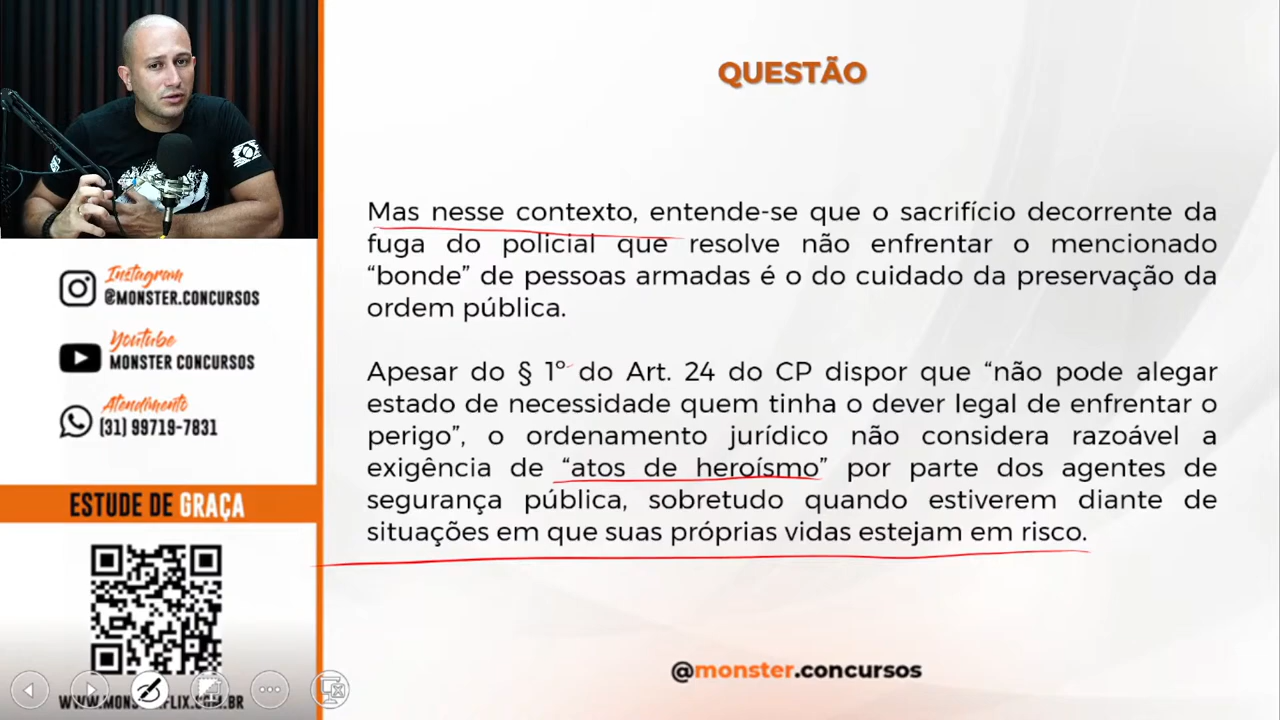 QUESTÃO
Mas nesse contexto, entende-se que o sacrifício decorrente da
fuga do policial que resolve não enfrentar o mencionado
“bonde” de pessoas armadas é o do cuidado da preservação da
ordem pública.
Apesar do § 1º do Art. 24 do CP dispor que “não pode alegar
estado de necessidade quem tinha o dever legal de enfrentar o
perigo”, o ordenamento jurídico não considera razoável a
exigência de “atos de heroísmo” por parte dos agentes de
segurança pública, sobretudo quando estiverem diante de
situações em que suas próprias vidas estejam em risco.
@monster.concursos
Instagram
@MONSTER.CONCURSOS
Youtube
MONSTER CONCURSOS
Atendimento
(31) 99719-7831
ESTUDE DE GRAÇA